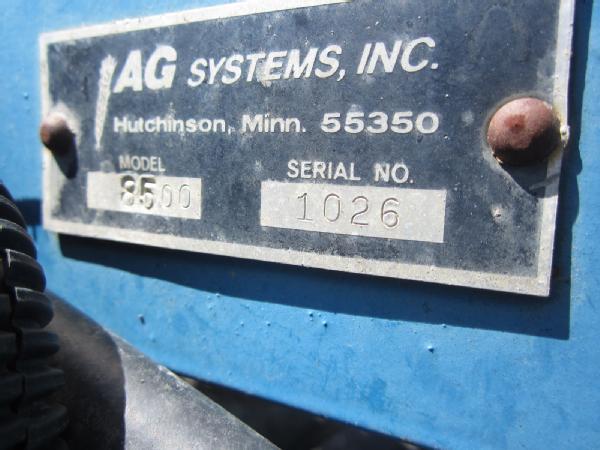 AG SYSTEMS, INC.
Hutchinson, Minn. 55350
MODEL SERIAL NO.
8500 1026